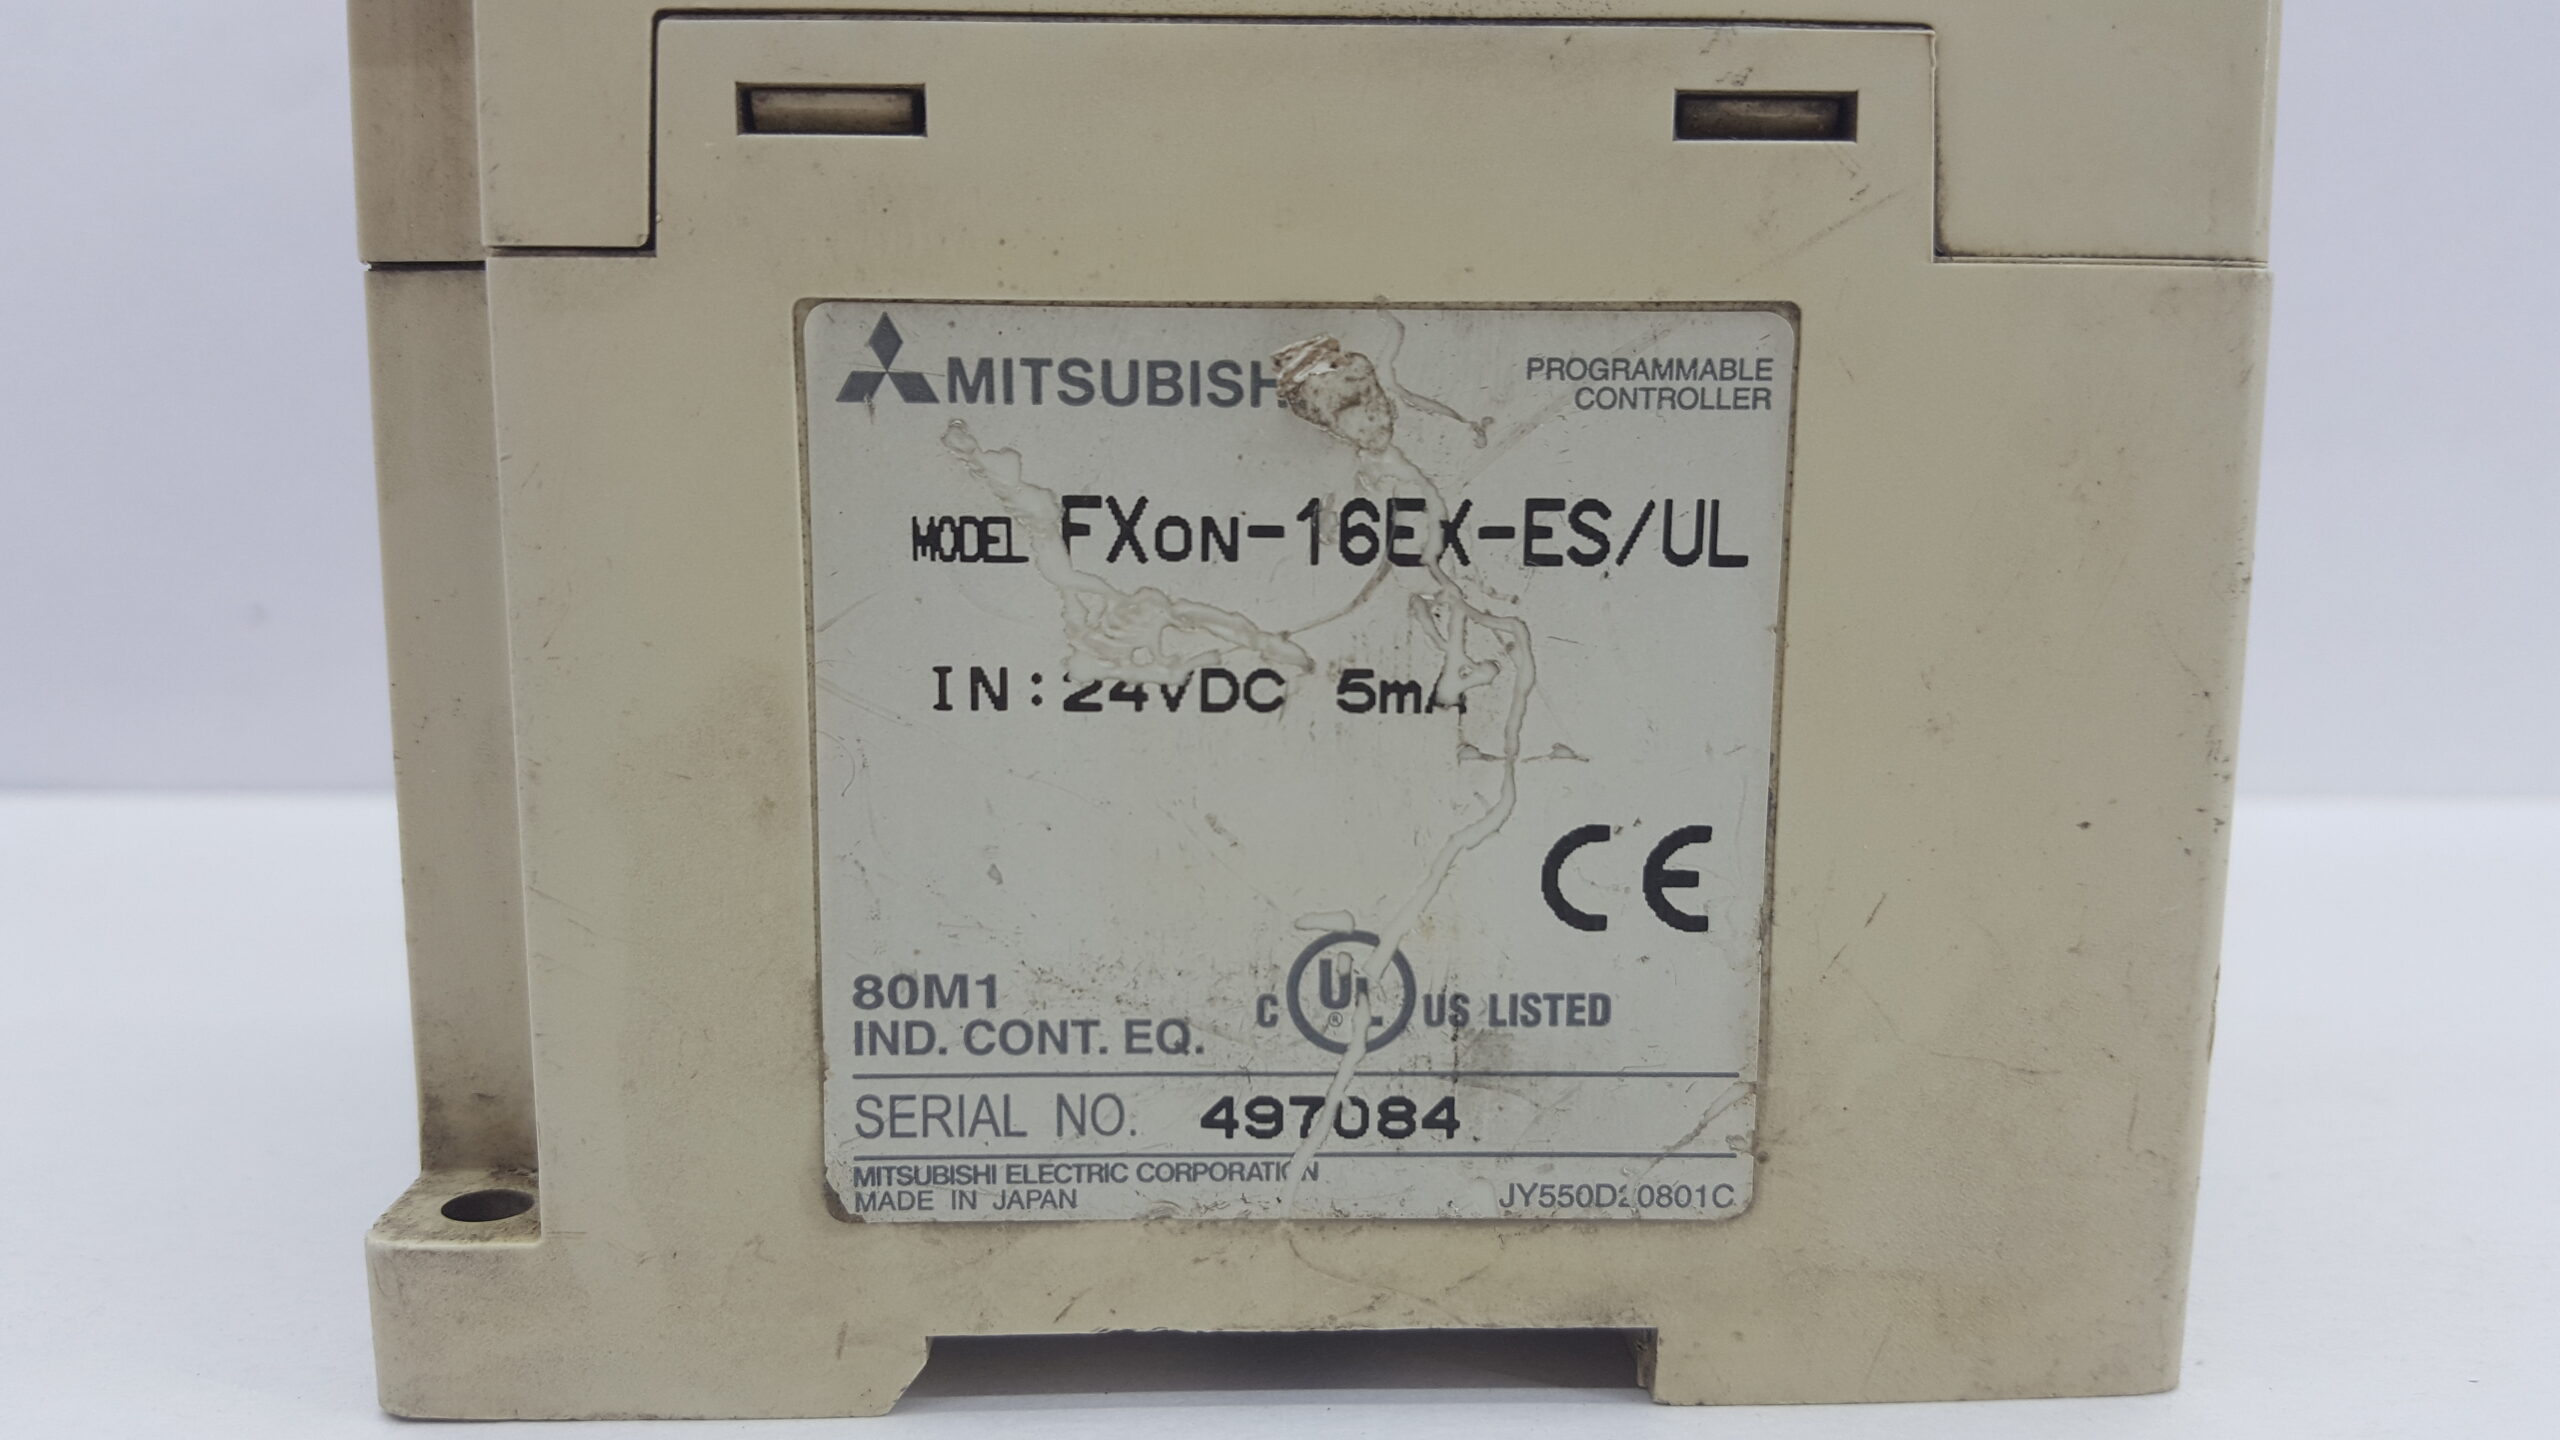 MITSUBISHI
PROGRAMMABLE
CONTROLLER
MODEL FX0N-16EX-ES/UL
IN:24VDC 5mA
CE
80M1
IND. CONT. EQ.
C UL ® US LISTED
SERIAL NO. 497084
MITSUBISHI ELECTRIC CORPORATION
MADE IN JAPAN
JY550D20801C